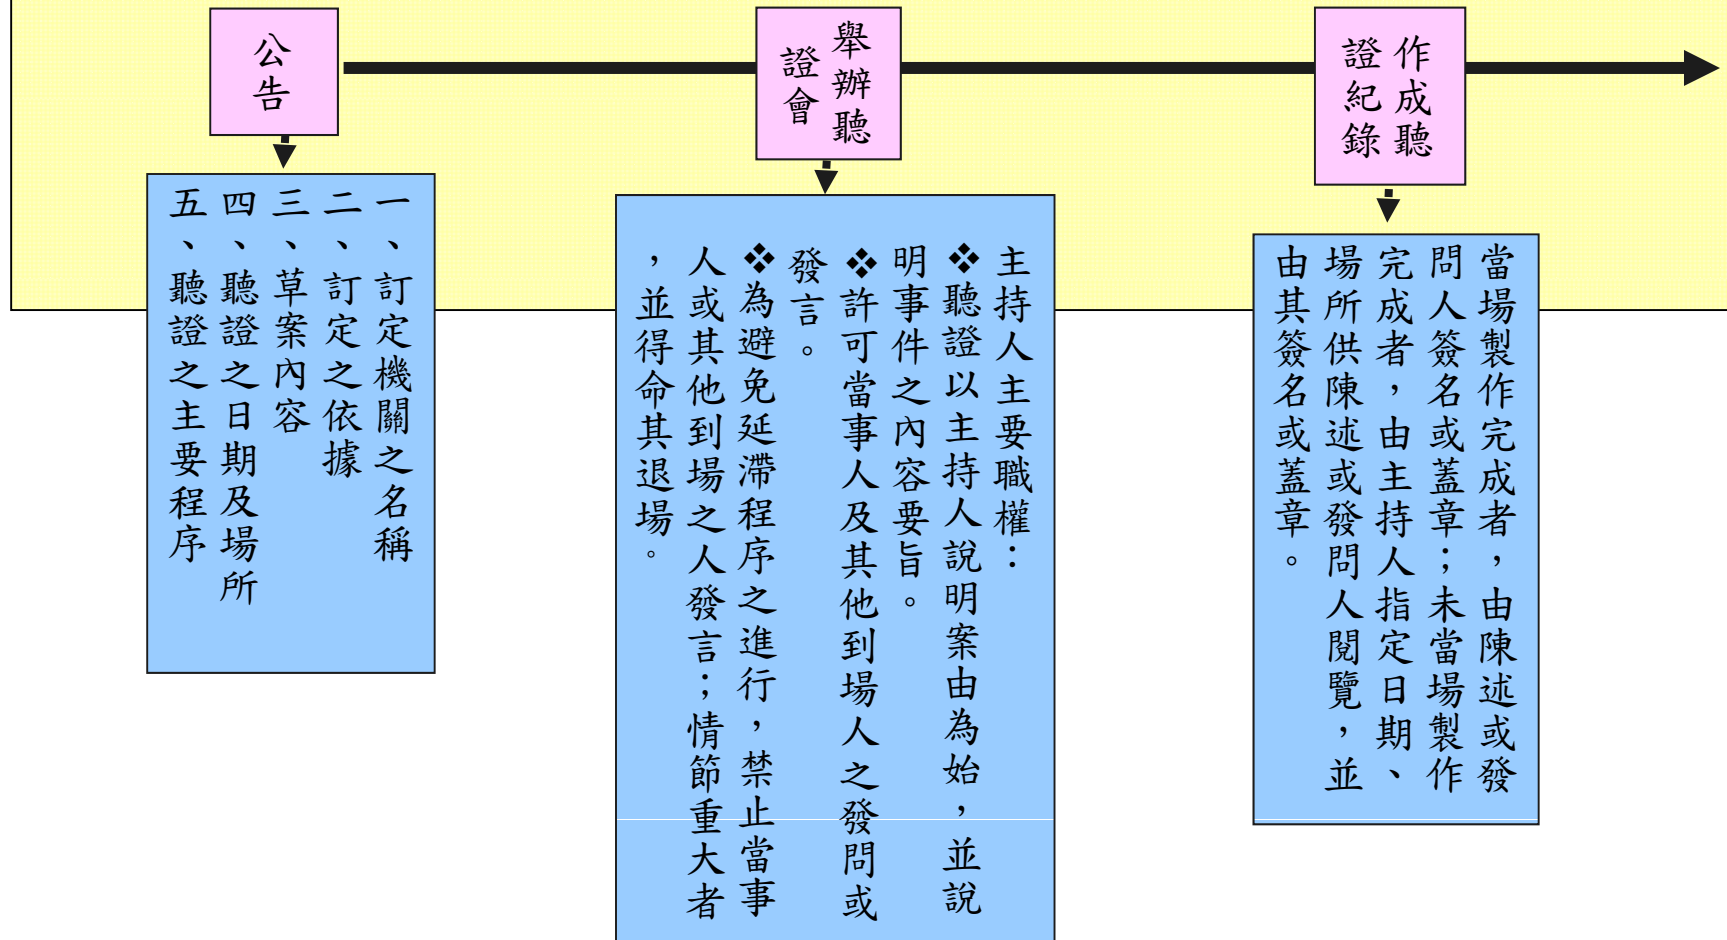 公告
一、訂定機關之名稱
二、訂定之依據
三、草案內容
四、聽證之日期及場所
五、聽證之主要程序
舉辦聽
證會
主持人主要職權：
❖聽證以主持人說明案由為始，並說
明事件之內容要旨。
❖許可當事人及其他到場人之發問或
發言。
❖為避免延滯程序之進行，禁止當事
人或其他到場之人發言；情節重大者
，並得命其退場。
作成聽
證紀錄
當場製作完成者，由陳述或發
問人簽名或蓋章；未當場製作
完成者，由主持人指定日期、
場所供陳述或發問人閱覽，並
由其簽名或蓋章。